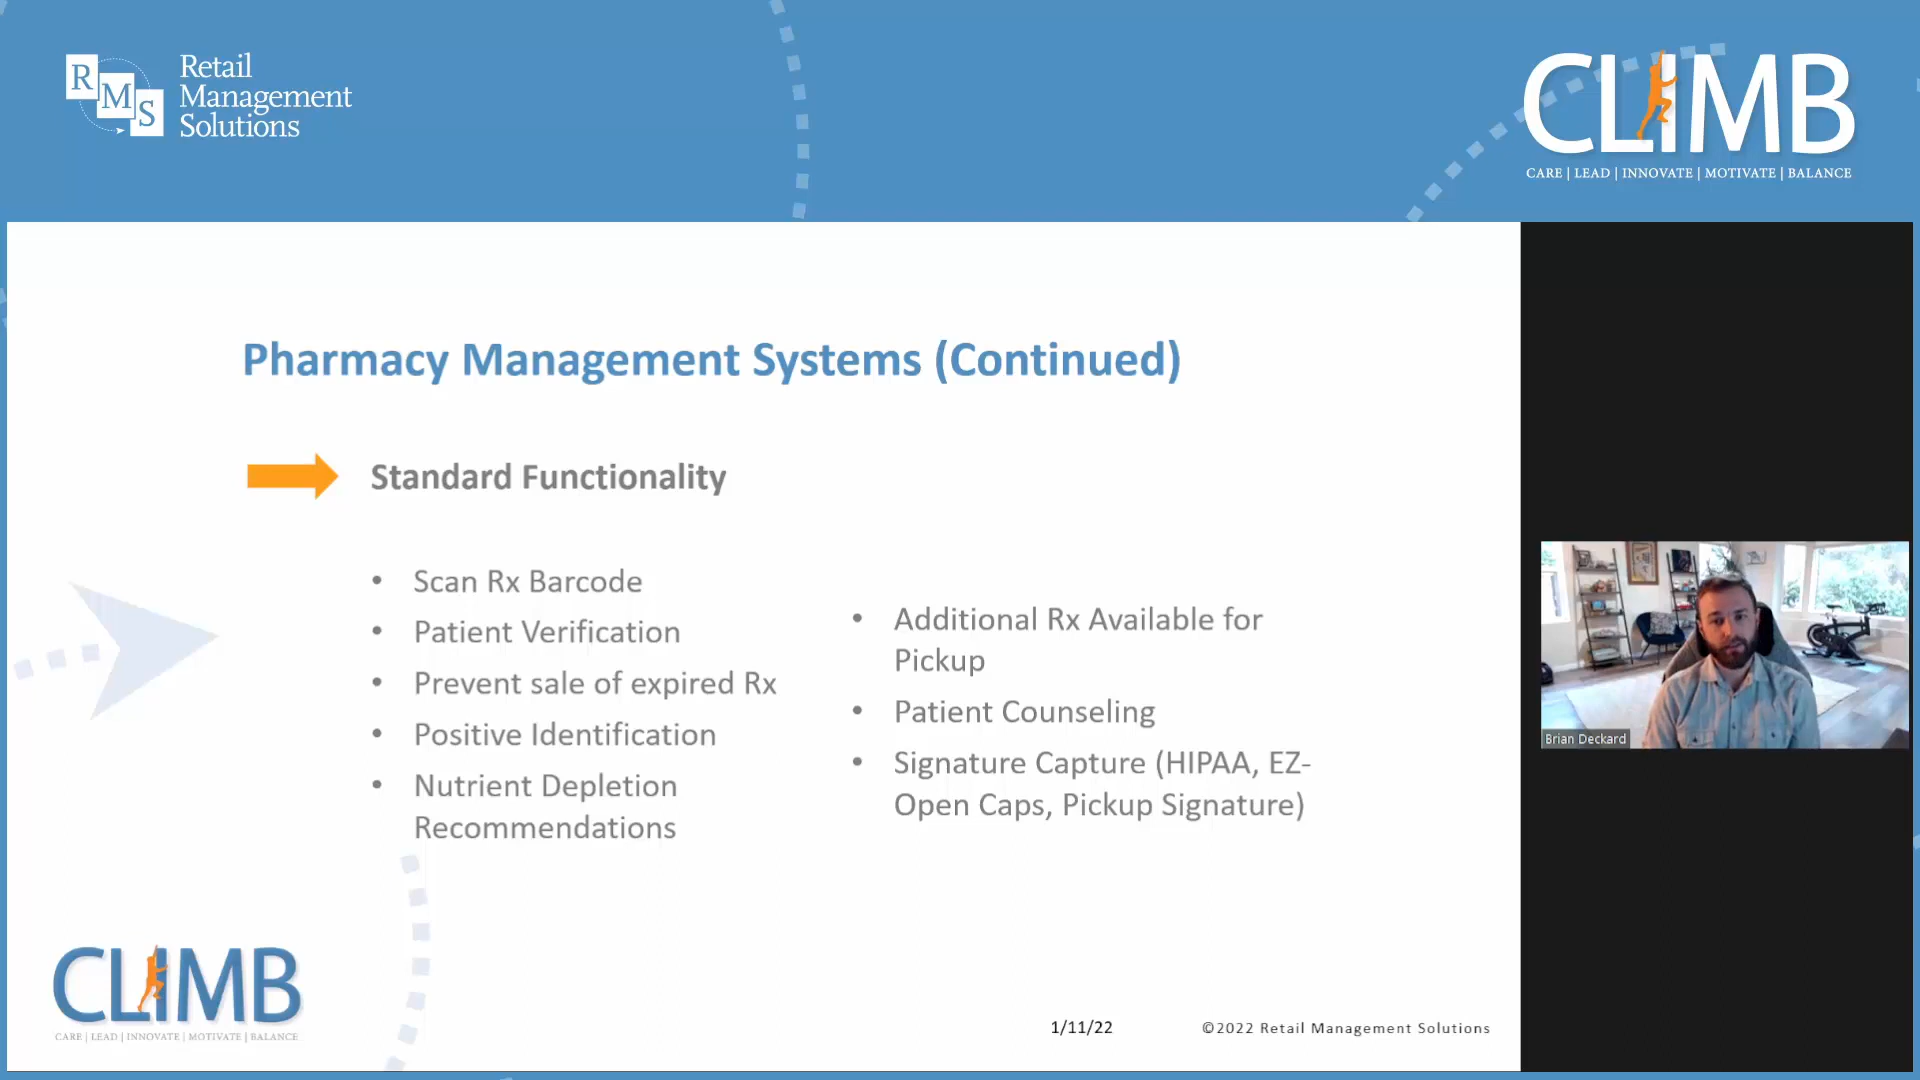 R
M
S
Retail
Management
Solutions
CLIMB
CARE | LEAD | INNOVATE | MOTIVATE | BALANCE
Pharmacy Management Systems (Continued)
Standard Functionality
• Scan Rx Barcode
• Patient Verification
• Prevent sale of expired Rx
• Positive Identification
• Nutrient Depletion
Recommendations
• Additional Rx Available for
Pickup
• Patient Counseling
• Signature Capture (HIPAA, EZ-
Open Caps, Pickup Signature)
Brian Deckard
CLIMB
CARE | LEAD | INNOVATE | MOTIVATE | BALANCE
1/11/22
©2022 Retail Management Solutions